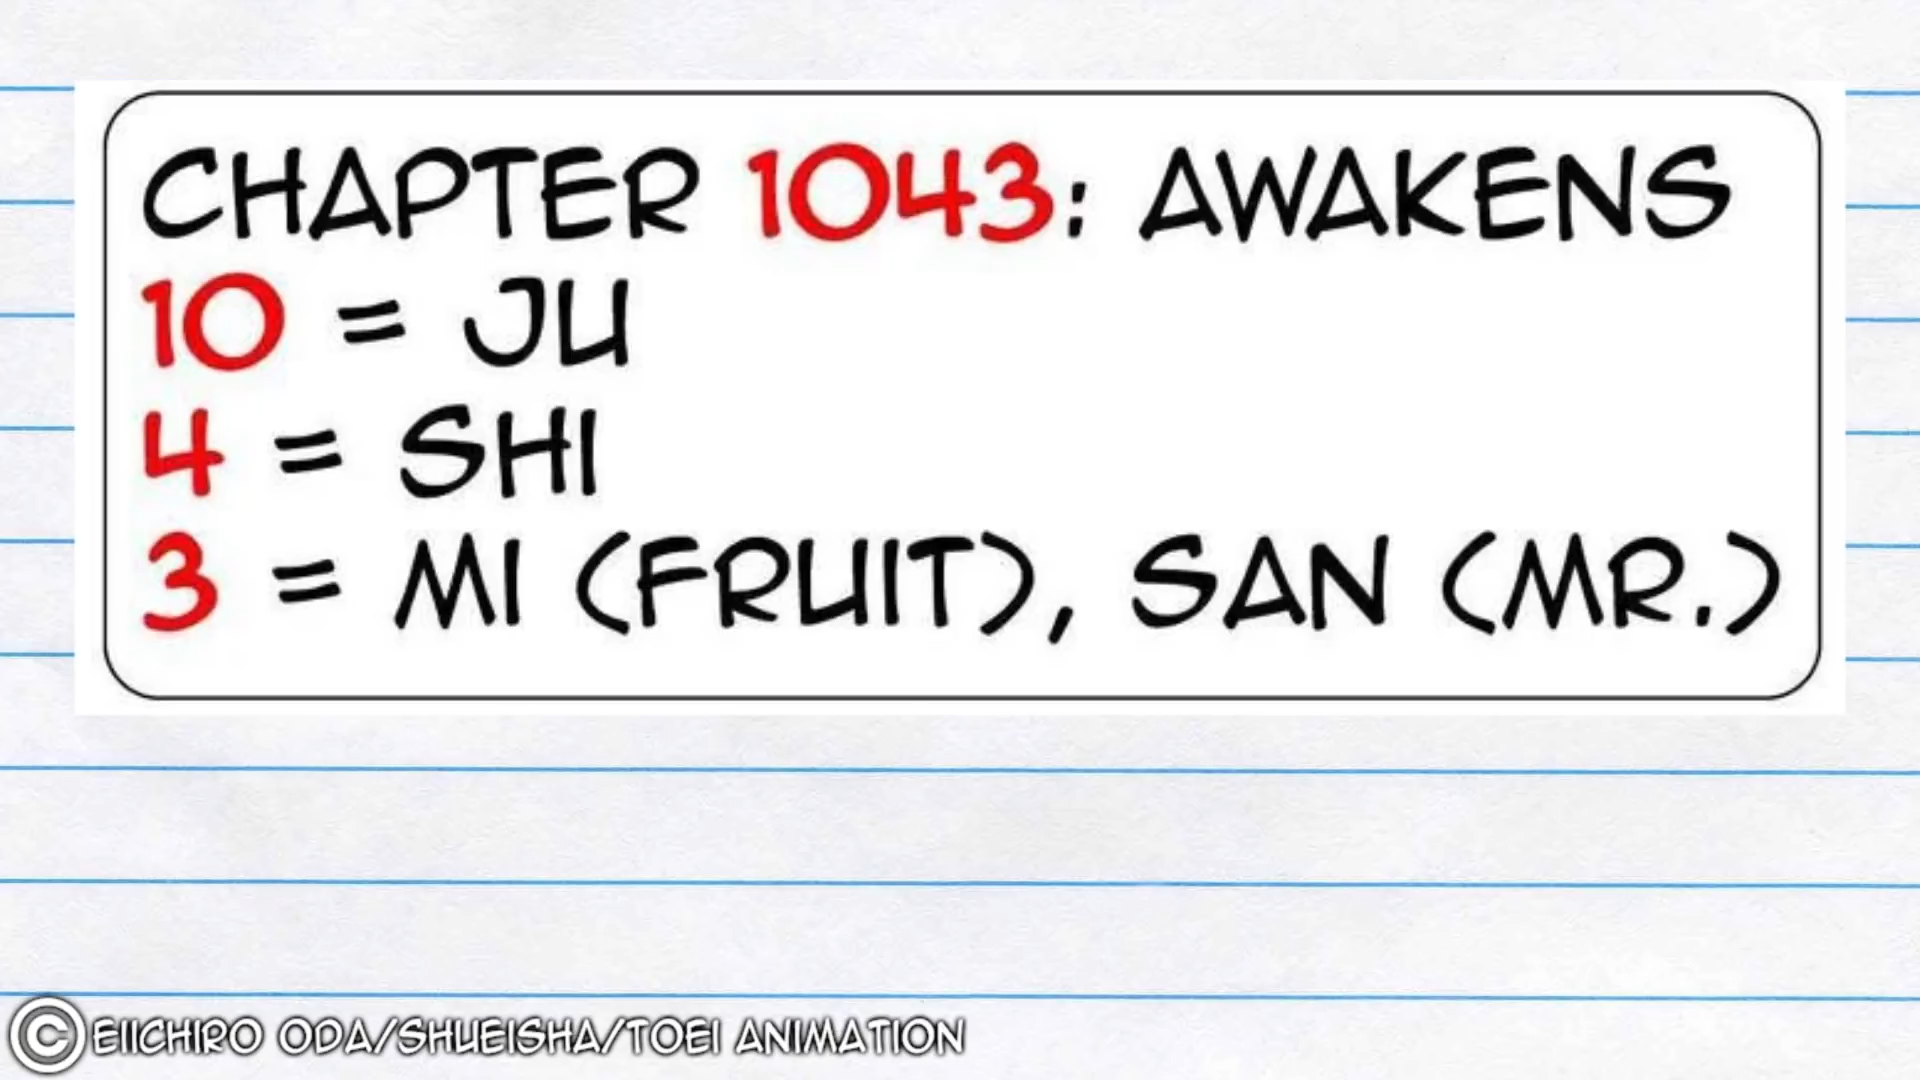 CHAPTER 1043: AWAKENS
10 = JU
4 = SHI
3 = MI (FRUIT), SAN (MR.)
©EIICHIRO ODA/SHUEISHA/TOEI ANIMATION